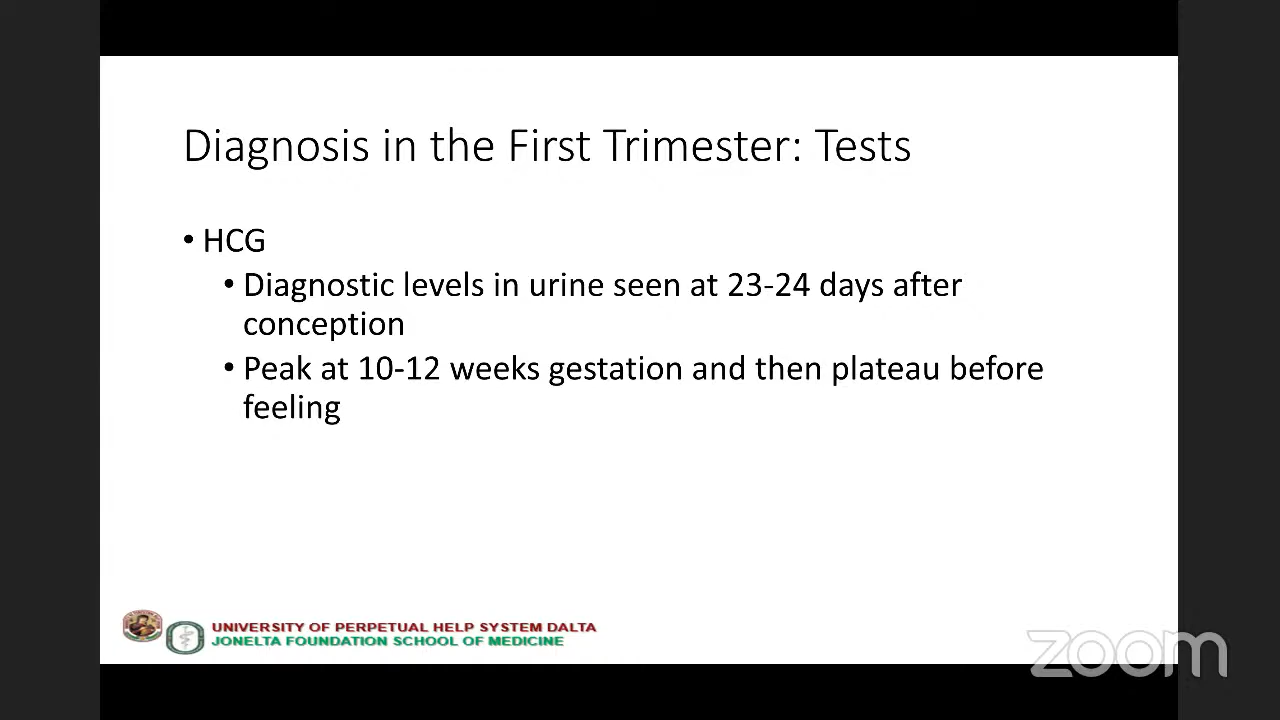 Diagnosis in the First Trimester: Tests
• HCG
• Diagnostic levels in urine seen at 23-24 days after
conception
• Peak at 10-12 weeks gestation and then plateau before
feeling
UNIVERSITY OF PERPETUAL HELP SYSTEM DALTA
JONELTA FOUNDATION SCHOOL OF MEDICINE
zoom